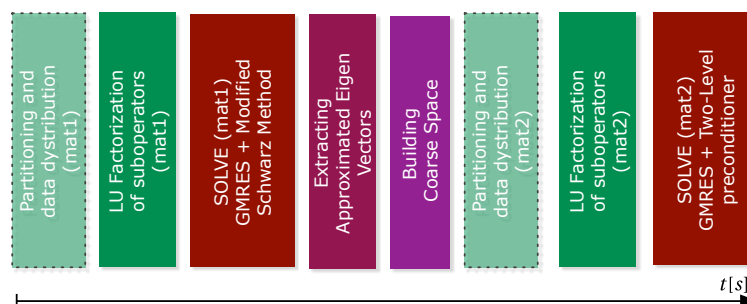 Partitioning and
data dystribution
(mat1)
LU Factorization
of suboperators
(mat1)
SOLVE (mat1)
GMRES + Modified
Schwarz Method
Extracting
Approximated Eigen
Vectors
Building
Coarse Space
Partitioning and
data dystribution
(mat2)
LU Factorization
of suboperators
(mat2)
SOLVE (mat2)
GMRES + Two-Level
preconditioner
t[s]